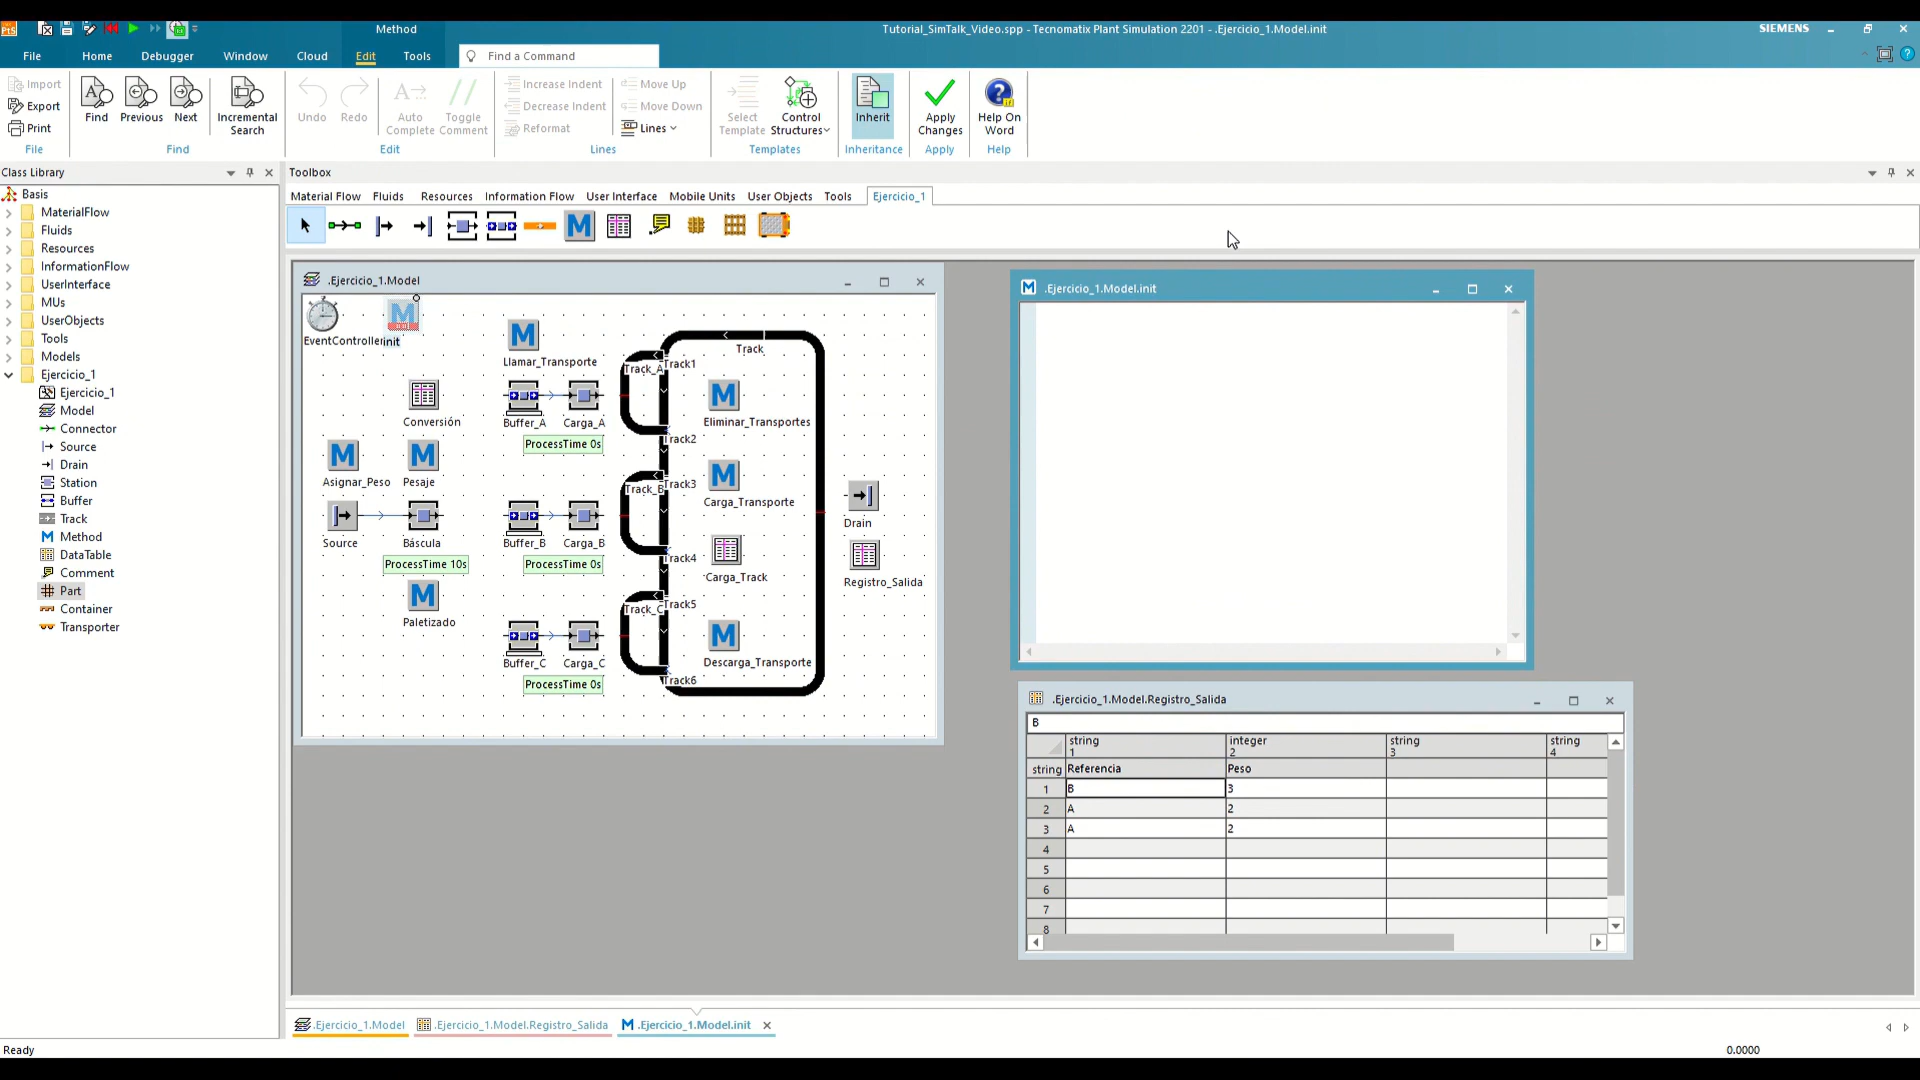 Method
Tutorial_SimTalk_Video.spp - Tecnomatix Plant Simulation 2201 - .Ejercicio_1.Model.init
SIEMENS
File Home Debugger Window Cloud Edit Tools Find a Command
Import
Export
Print
File
Find
Previous
Next
Incremental
Search
Find
Undo
Redo
Auto
Complete
Toggle
Comment
Edit
Increase Indent
Decrease Indent
Reformat
Move Up
Move Down
Lines
Lines
Select
Template
Control
Structures
Templates
Inherit
Inheritance
Apply
Changes
Apply
Help On
Word
Help
Class Library
Basis
MaterialFlow
Fluids
Resources
InformationFlow
UserInterface
MUs
UserObjects
Tools
Models
Ejercicio_1
Ejercicio_1
Model
Connector
Source
Drain
Station
Buffer
Track
Method
DataTable
Comment
Part
Container
Transporter
Toolbox
Material Flow Fluids Resources Information Flow User Interface Mobile Units User Objects Tools Ejercicio_1
.Ejercicio_1.Model
EventController
init
Llamar_Transporte
Conversión
Buffer_A
Carga_A
ProcessTime 0s
Asignar_Peso
Pesaje
Source
Báscula
ProcessTime 10s
Buffer_B
Carga_B
ProcessTime 0s
Paletizado
Buffer_C
Carga_C
ProcessTime 0s
Track
Track_A
Track1
Track2
Track_B
Track3
Track4
Track_C
Track5
Track6
Eliminar_Transportes
Carga_Transporte
Carga_Track
Descarga_Transporte
Drain
Registro_Salida
.Ejercicio_1.Model.init
.Ejercicio_1.Model.Registro_Salida
B
string
1
integer
2
string
3
string
4
string Referencia Peso
1 B 3
2 A 2
3 A 2
4
5
6
7
8
.Ejercicio_1.Model .Ejercicio_1.Model.Registro_Salida .Ejercicio_1.Model.init
Ready
0.0000